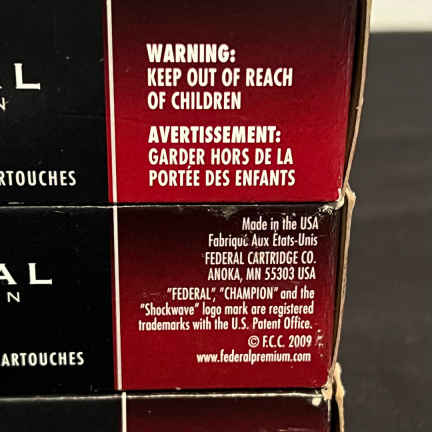 AL
WARNING:
KEEP OUT OF REACH
OF CHILDREN
N
AVERTISSEMENT:
GARDER HORS DE LA
PORTÉE DES ENFANTS
RTOUCHES
Made in the USA
Fabriqué Aux États-Unis
FEDERAL CARTRIDGE CO.
ANOKA, MN 55303 USA
AL
N
"FEDERAL", "CHAMPION" and the
"Shockwave" logo mark are registered
trademarks with the U.S. Patent Office.
© F.C.C. 2009
www.federalpremium.com
ARTOUCHES